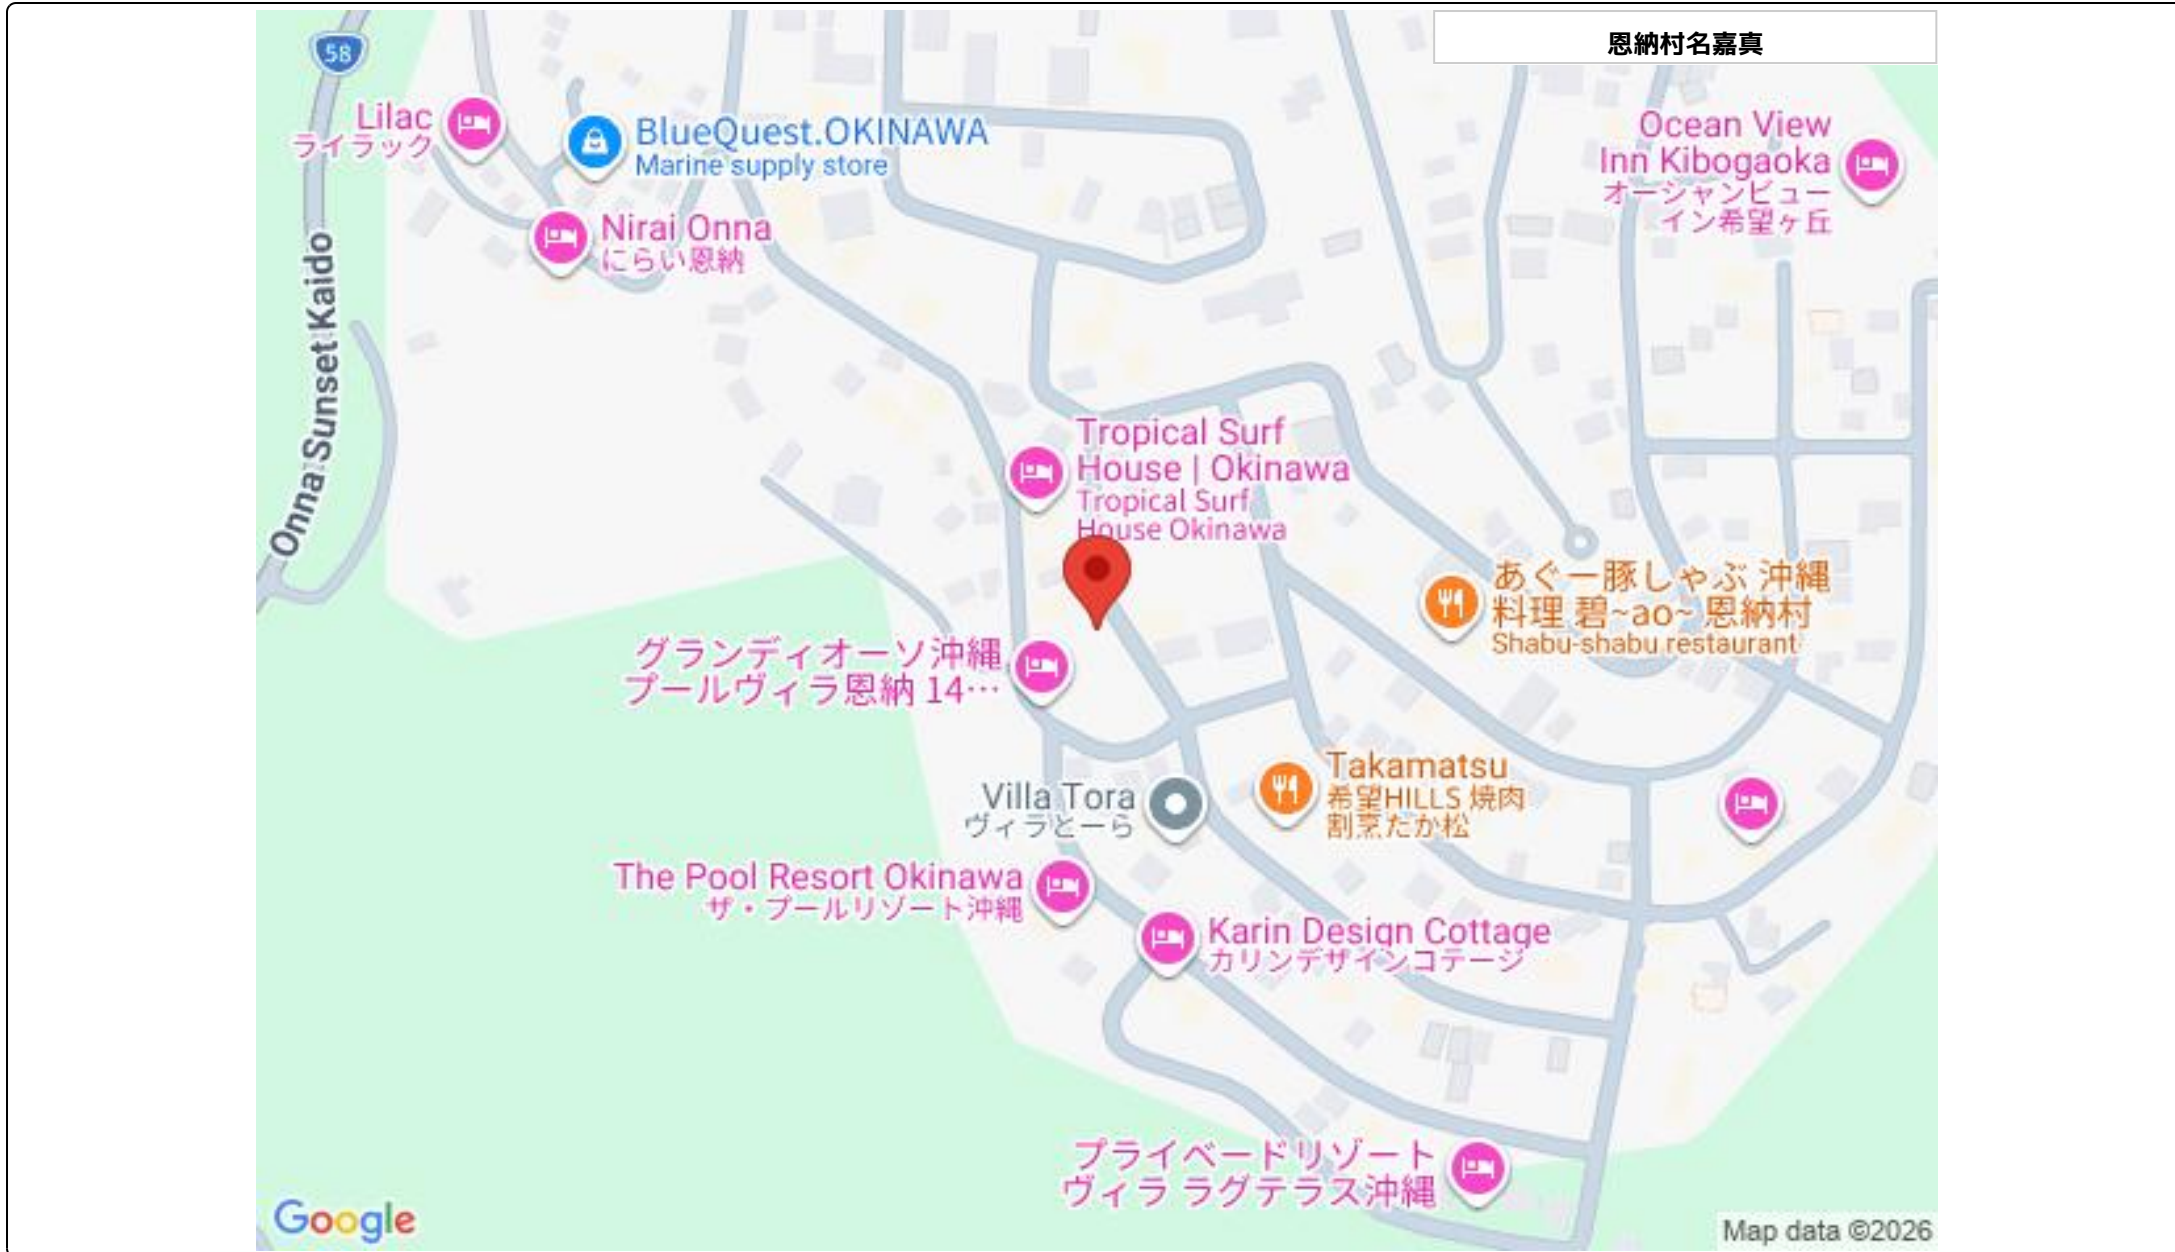 恩納村名嘉真
58
Lilac
ライラック
BlueQuest.OKINAWA
Marine supply store
Nirai Onna
にらい恩納
Ocean View
Inn Kibogaoka
オーシャンビュー
イン希望ヶ丘
Onna Sunset Kaido
Tropical Surf
House | Okinawa
Tropical Surf
House Okinawa
あぐー豚しゃぶ 沖縄
料理 碧~ao~ 恩納村
Shabu-shabu restaurant
グランディオーソ沖縄
プールヴィラ恩納 14…
Takamatsu
希望HILLS 焼肉
割烹たか松
Villa Tora
ヴィラとーら
The Pool Resort Okinawa
ザ・プールリゾート沖縄
Karin Design Cottage
カリンデザインコテージ
プライベードリゾート
ヴィラ ラグテラス沖縄
Google
Map data ©2026